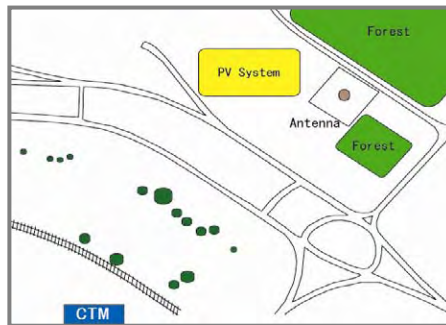 Forest
PV System
Antenna
Forest
CTM